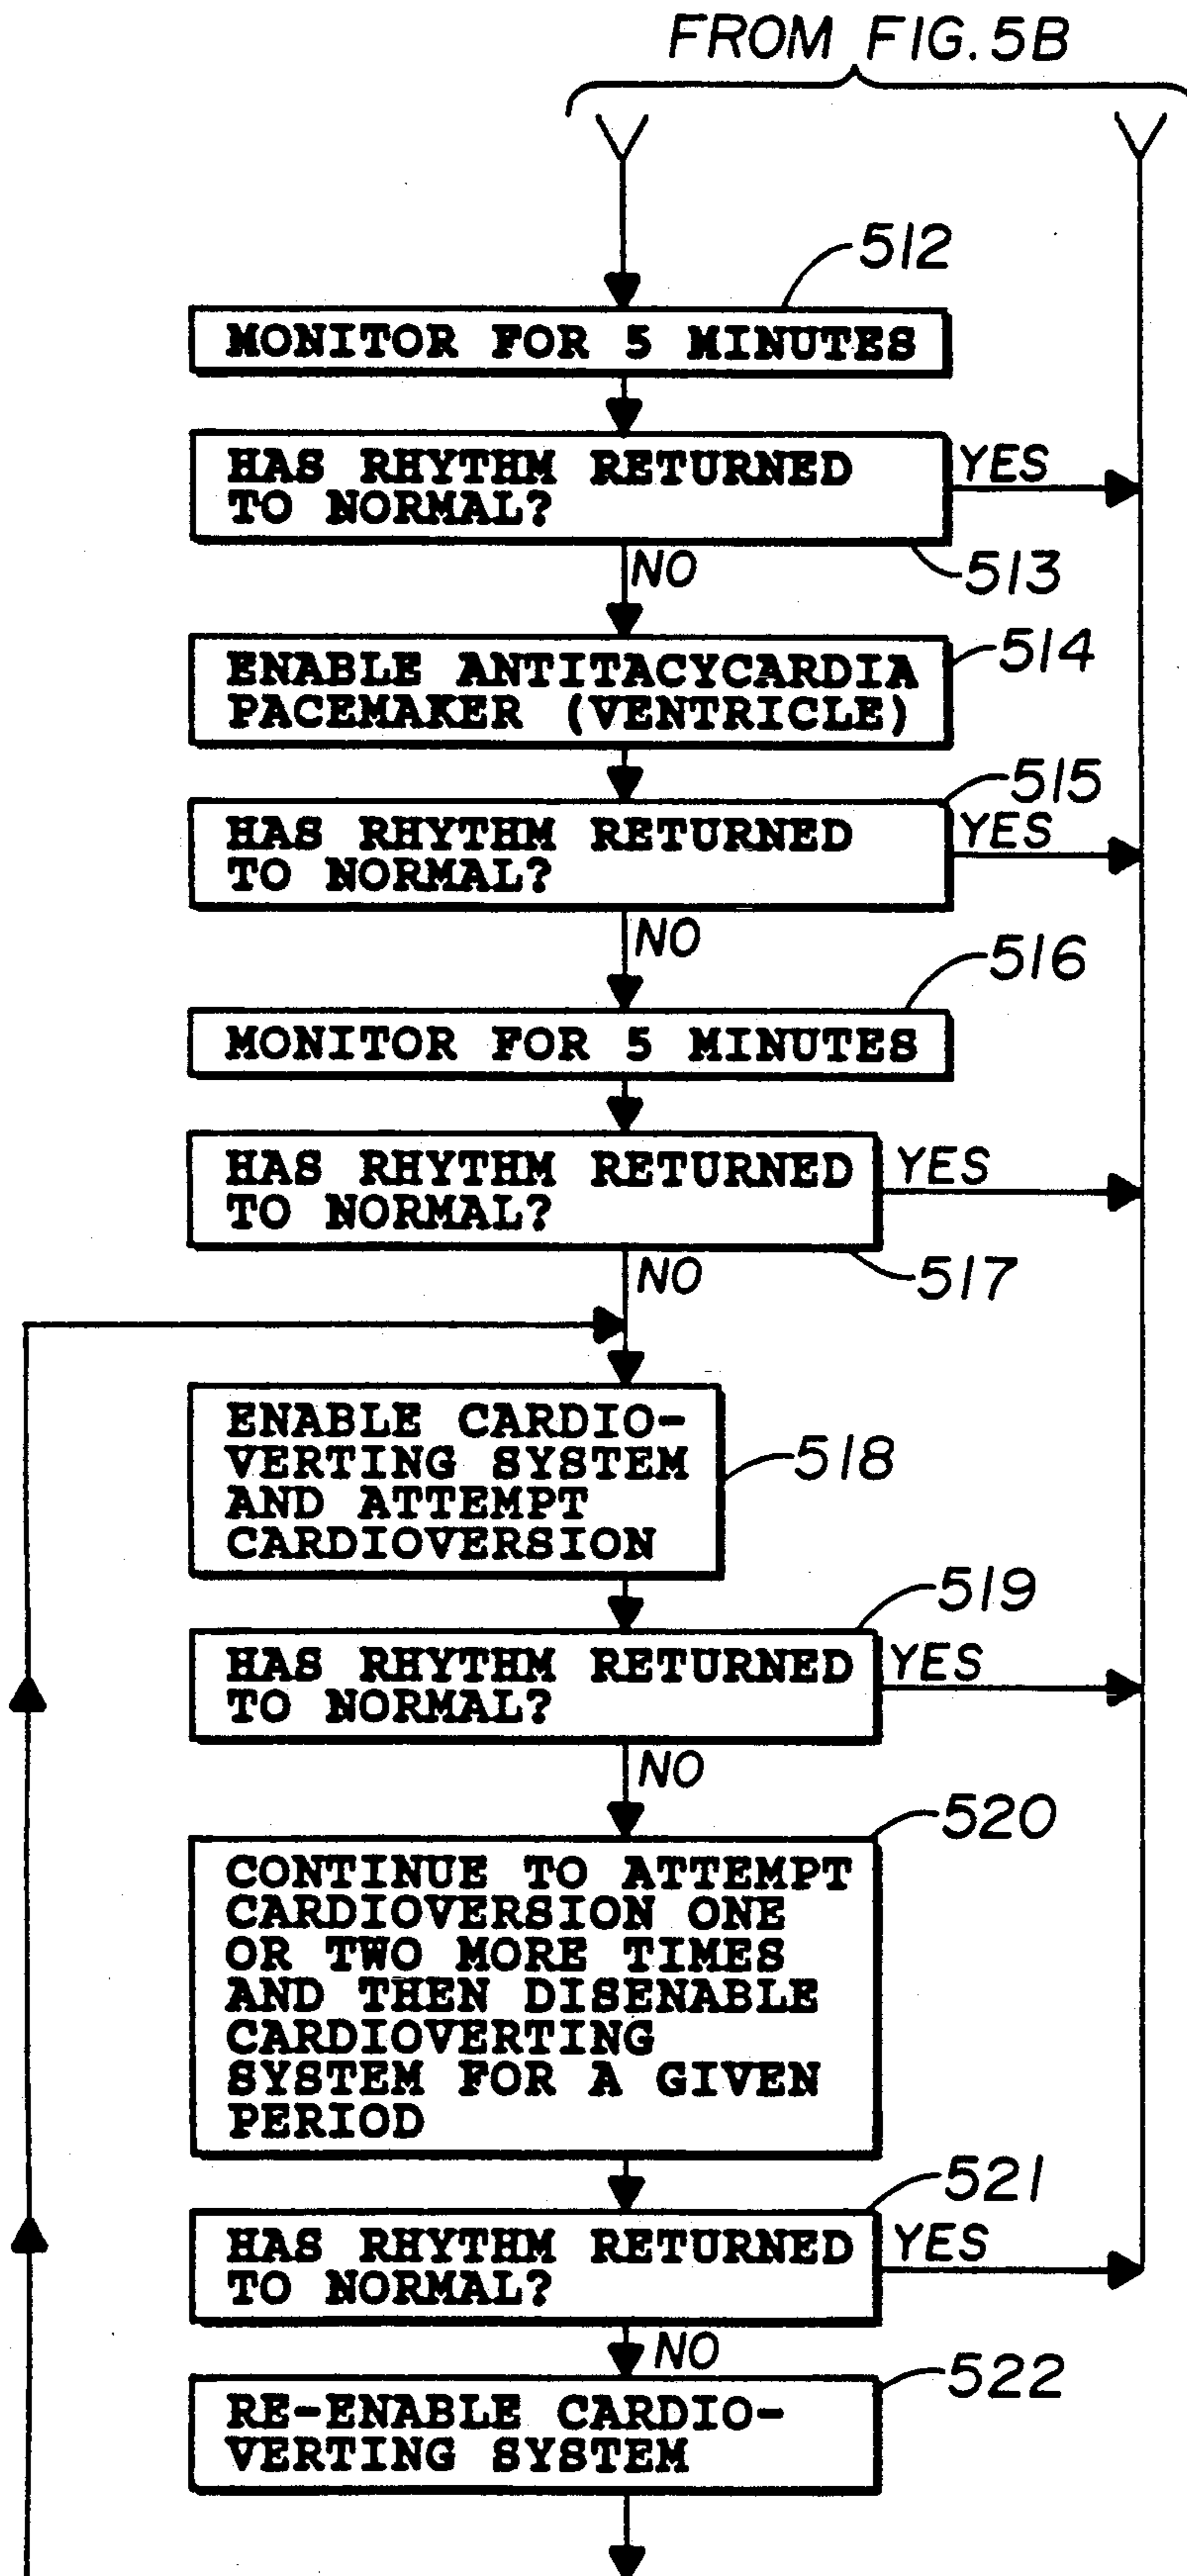 FROM FIG. 5B
512
MONITOR FOR 5 MINUTES
HAS RHYTHM RETURNED
TO NORMAL?
YES
NO
513
ENABLE ANTITACYCARDIA
PACEMAKER (VENTRICLE)
514
515
HAS RHYTHM RETURNED
TO NORMAL?
YES
NO
516
MONITOR FOR 5 MINUTES
HAS RHYTHM RETURNED
TO NORMAL?
YES
NO
517
ENABLE CARDIO-
VERTING SYSTEM
AND ATTEMPT
CARDIOVERSION
518
519
HAS RHYTHM RETURNED
TO NORMAL?
YES
NO
520
CONTINUE TO ATTEMPT
CARDIOVERSION ONE
OR TWO MORE TIMES
AND THEN DISENABLE
CARDIOVERTING
SYSTEM FOR A GIVEN
PERIOD
521
HAS RHYTHM RETURNED
TO NORMAL?
YES
NO
522
RE-ENABLE CARDIO-
VERTING SYSTEM